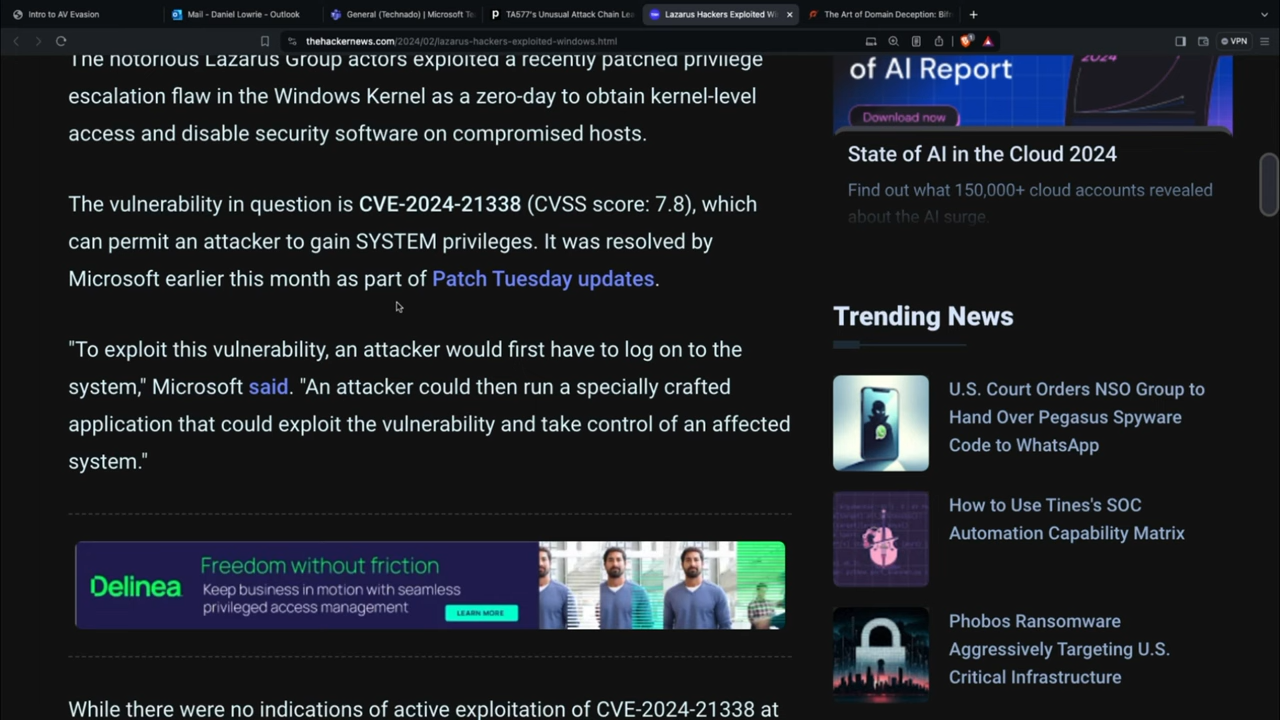 Intro to AV Evasion
Mail - Daniel Lowrie - Outlook
General (Technado) | Microsoft Te
TA577's Unusual Attack Chain Lea
Lazarus Hackers Exploited Wi
The Art of Domain Deception: Bif
thehackernews.com/2024/02/lazarus-hackers-exploited-windows.html
VPN
The notorious Lazarus Group actors exploited a recently patched privilege
escalation flaw in the Windows Kernel as a zero-day to obtain kernel-level
access and disable security software on compromised hosts.
The vulnerability in question is CVE-2024-21338 (CVSS score: 7.8), which
can permit an attacker to gain SYSTEM privileges. It was resolved by
Microsoft earlier this month as part of Patch Tuesday updates.
"To exploit this vulnerability, an attacker would first have to log on to the
system," Microsoft said. "An attacker could then run a specially crafted
application that could exploit the vulnerability and take control of an affected
system."
Delinea
Freedom without friction
Keep business in motion with seamless
privileged access management
LEARN MORE
While there were no indications of active exploitation of CVE-2024-21338 at
2024
of AI Report
Download now
State of AI in the Cloud 2024
Find out what 150,000+ cloud accounts revealed
about the AI surge.
Trending News
U.S. Court Orders NSO Group to
Hand Over Pegasus Spyware
Code to WhatsApp
How to Use Tines's SOC
Automation Capability Matrix
Phobos Ransomware
Aggressively Targeting U.S.
Critical Infrastructure